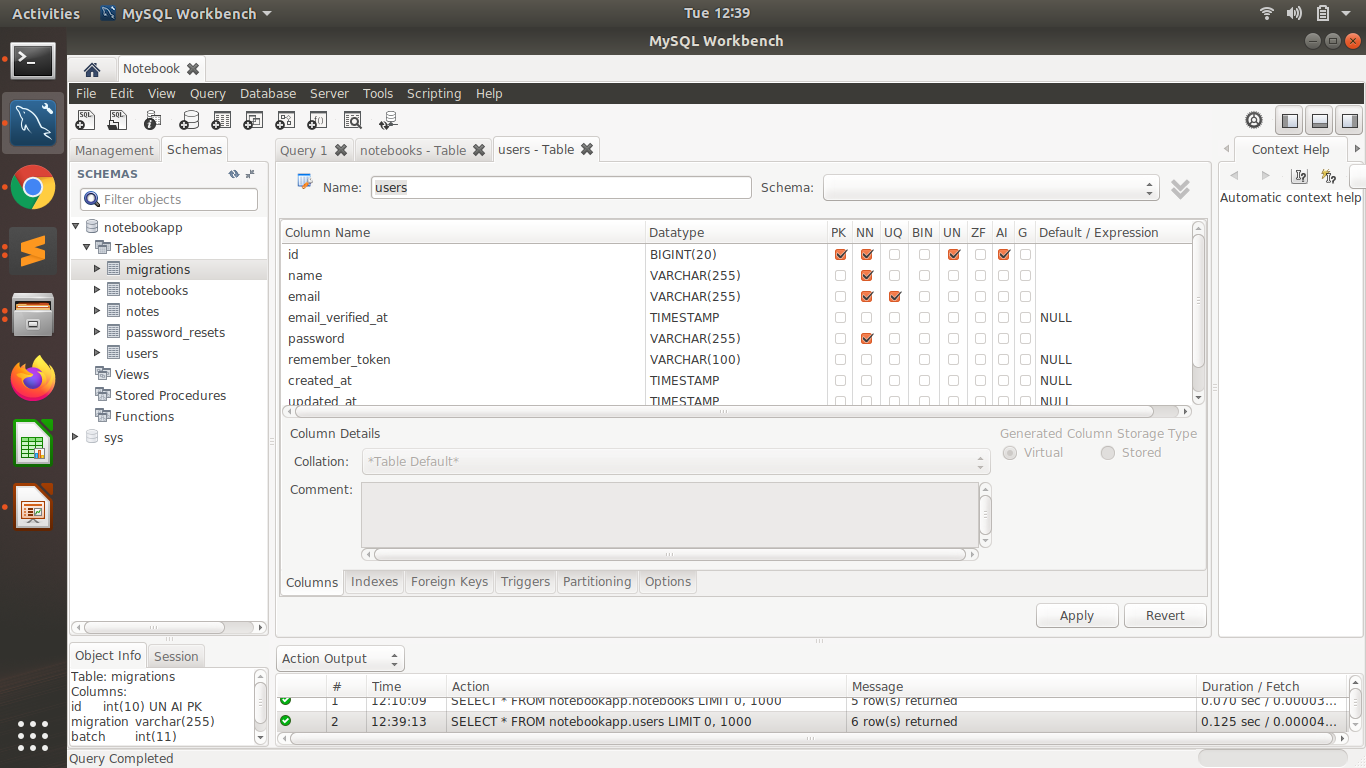 Activities MySQL Workbench Tue 12:39
MySQL Workbench
Notebook
File Edit View Query Database Server Tools Scripting Help
Management Schemas
SCHEMAS
Filter objects
notebookapp
Tables
migrations
notebooks
notes
password_resets
users
Views
Stored Procedures
Functions
sys
Query 1 notebooks - Table users - Table
Name: users Schema:
Column Name Datatype PK NN UQ BIN UN ZF AI G Default / Expression
id BIGINT(20)
name VARCHAR(255)
email VARCHAR(255)
email_verified_at TIMESTAMP NULL
password VARCHAR(255)
remember_token VARCHAR(100) NULL
created_at TIMESTAMP NULL
updated_at TIMESTAMP NULL
Column Details Generated Column Storage Type
Collation: *Table Default* Virtual Stored
Comment:
Columns Indexes Foreign Keys Triggers Partitioning Options
Apply Revert
Context Help
Automatic context help
Object Info Session
Table: migrations
Columns:
id int(10) UN AI PK
migration varchar(255)
batch int(11)
Action Output
# Time Action Message Duration / Fetch
1 12:10:09 SELECT * FROM notebookapp.notebooks LIMIT 0, 1000 5 row(s) returned 0.070 sec / 0.00003...
2 12:39:13 SELECT * FROM notebookapp.users LIMIT 0, 1000 6 row(s) returned 0.125 sec / 0.00004...
Query Completed